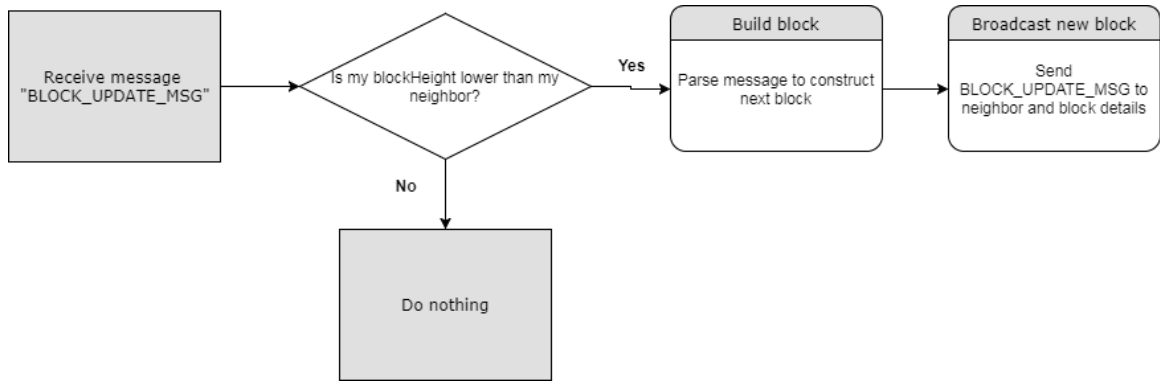 Receive message
"BLOCK_UPDATE_MSG"
Is my blockHeight lower than my
neighbor?
Yes
Build block
Parse message to construct
next block
Broadcast new block
Send
BLOCK_UPDATE_MSG to
neighbor and block details
No
Do nothing